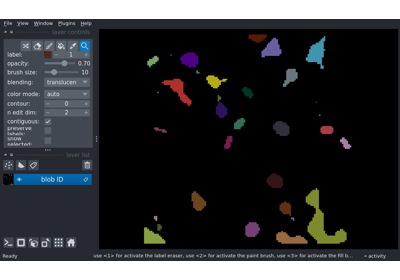 File View Window Plugins Help
layer controls
label: 1
opacity: 0.70
brush size: 10
blending: translucen
color mode: auto
contour: 0
n edit dim: 2
contiguous:
preserve labels:
show selected:
layer list
blob ID
Ready
use <1> for activate the label eraser, use <2> for activate the paint brush, use <3> for activate the fill b...
activity